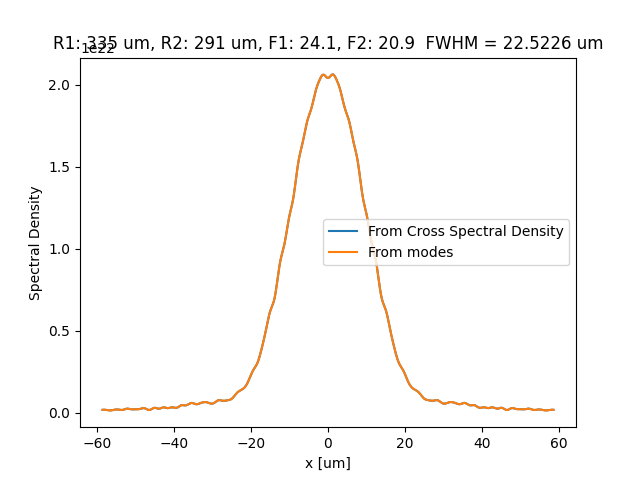 R1: 335 um, R2: 291 um, F1: 24.1, F2: 20.9  FWHM = 22.5226 um
1e22
2.0
1.5
1.0
0.5
0.0
Spectral Density
From Cross Spectral Density
From modes
−60
−40
−20
0
20
40
60
x [um]